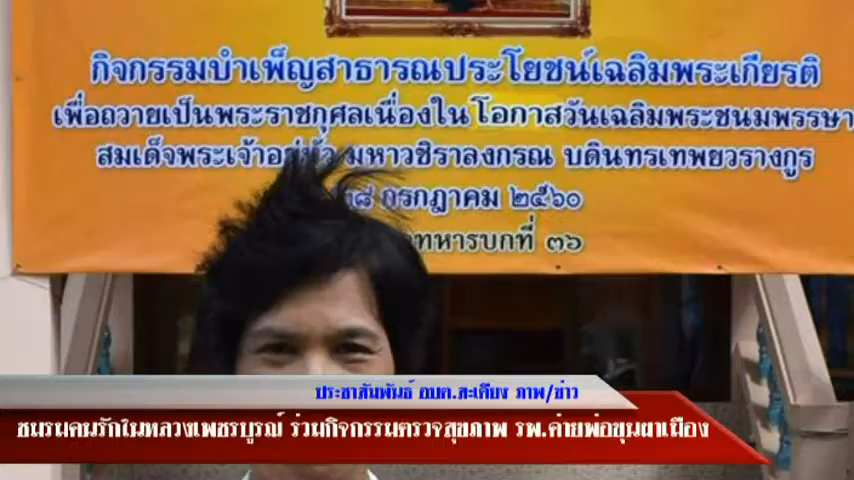 กิจกรรมบำเพ็ญสาธารณประโยชน์เฉลิมพระเกียรติ
เพื่อถวายเป็นพระราชกุศลเนื่องในโอกาสวันเฉลิมพระชนมพรรษา
สมเด็จพระเจ้าอยู่หัว มหาวชิราลงกรณ บดินทรเทพยวรางกูร
๒๘ กรกฎาคม ๒๕๖๐
ทหารบกที่ ๓๖
ประชาสัมพันธ์ อบต.สะเดียง ภาพ/ข่าว
ชมรมคนรักในหลวงเพชรบูรณ์ ร่วมกิจกรรมตรวจสุขภาพ รพ.ค่ายพ่อขุนผาเมือง